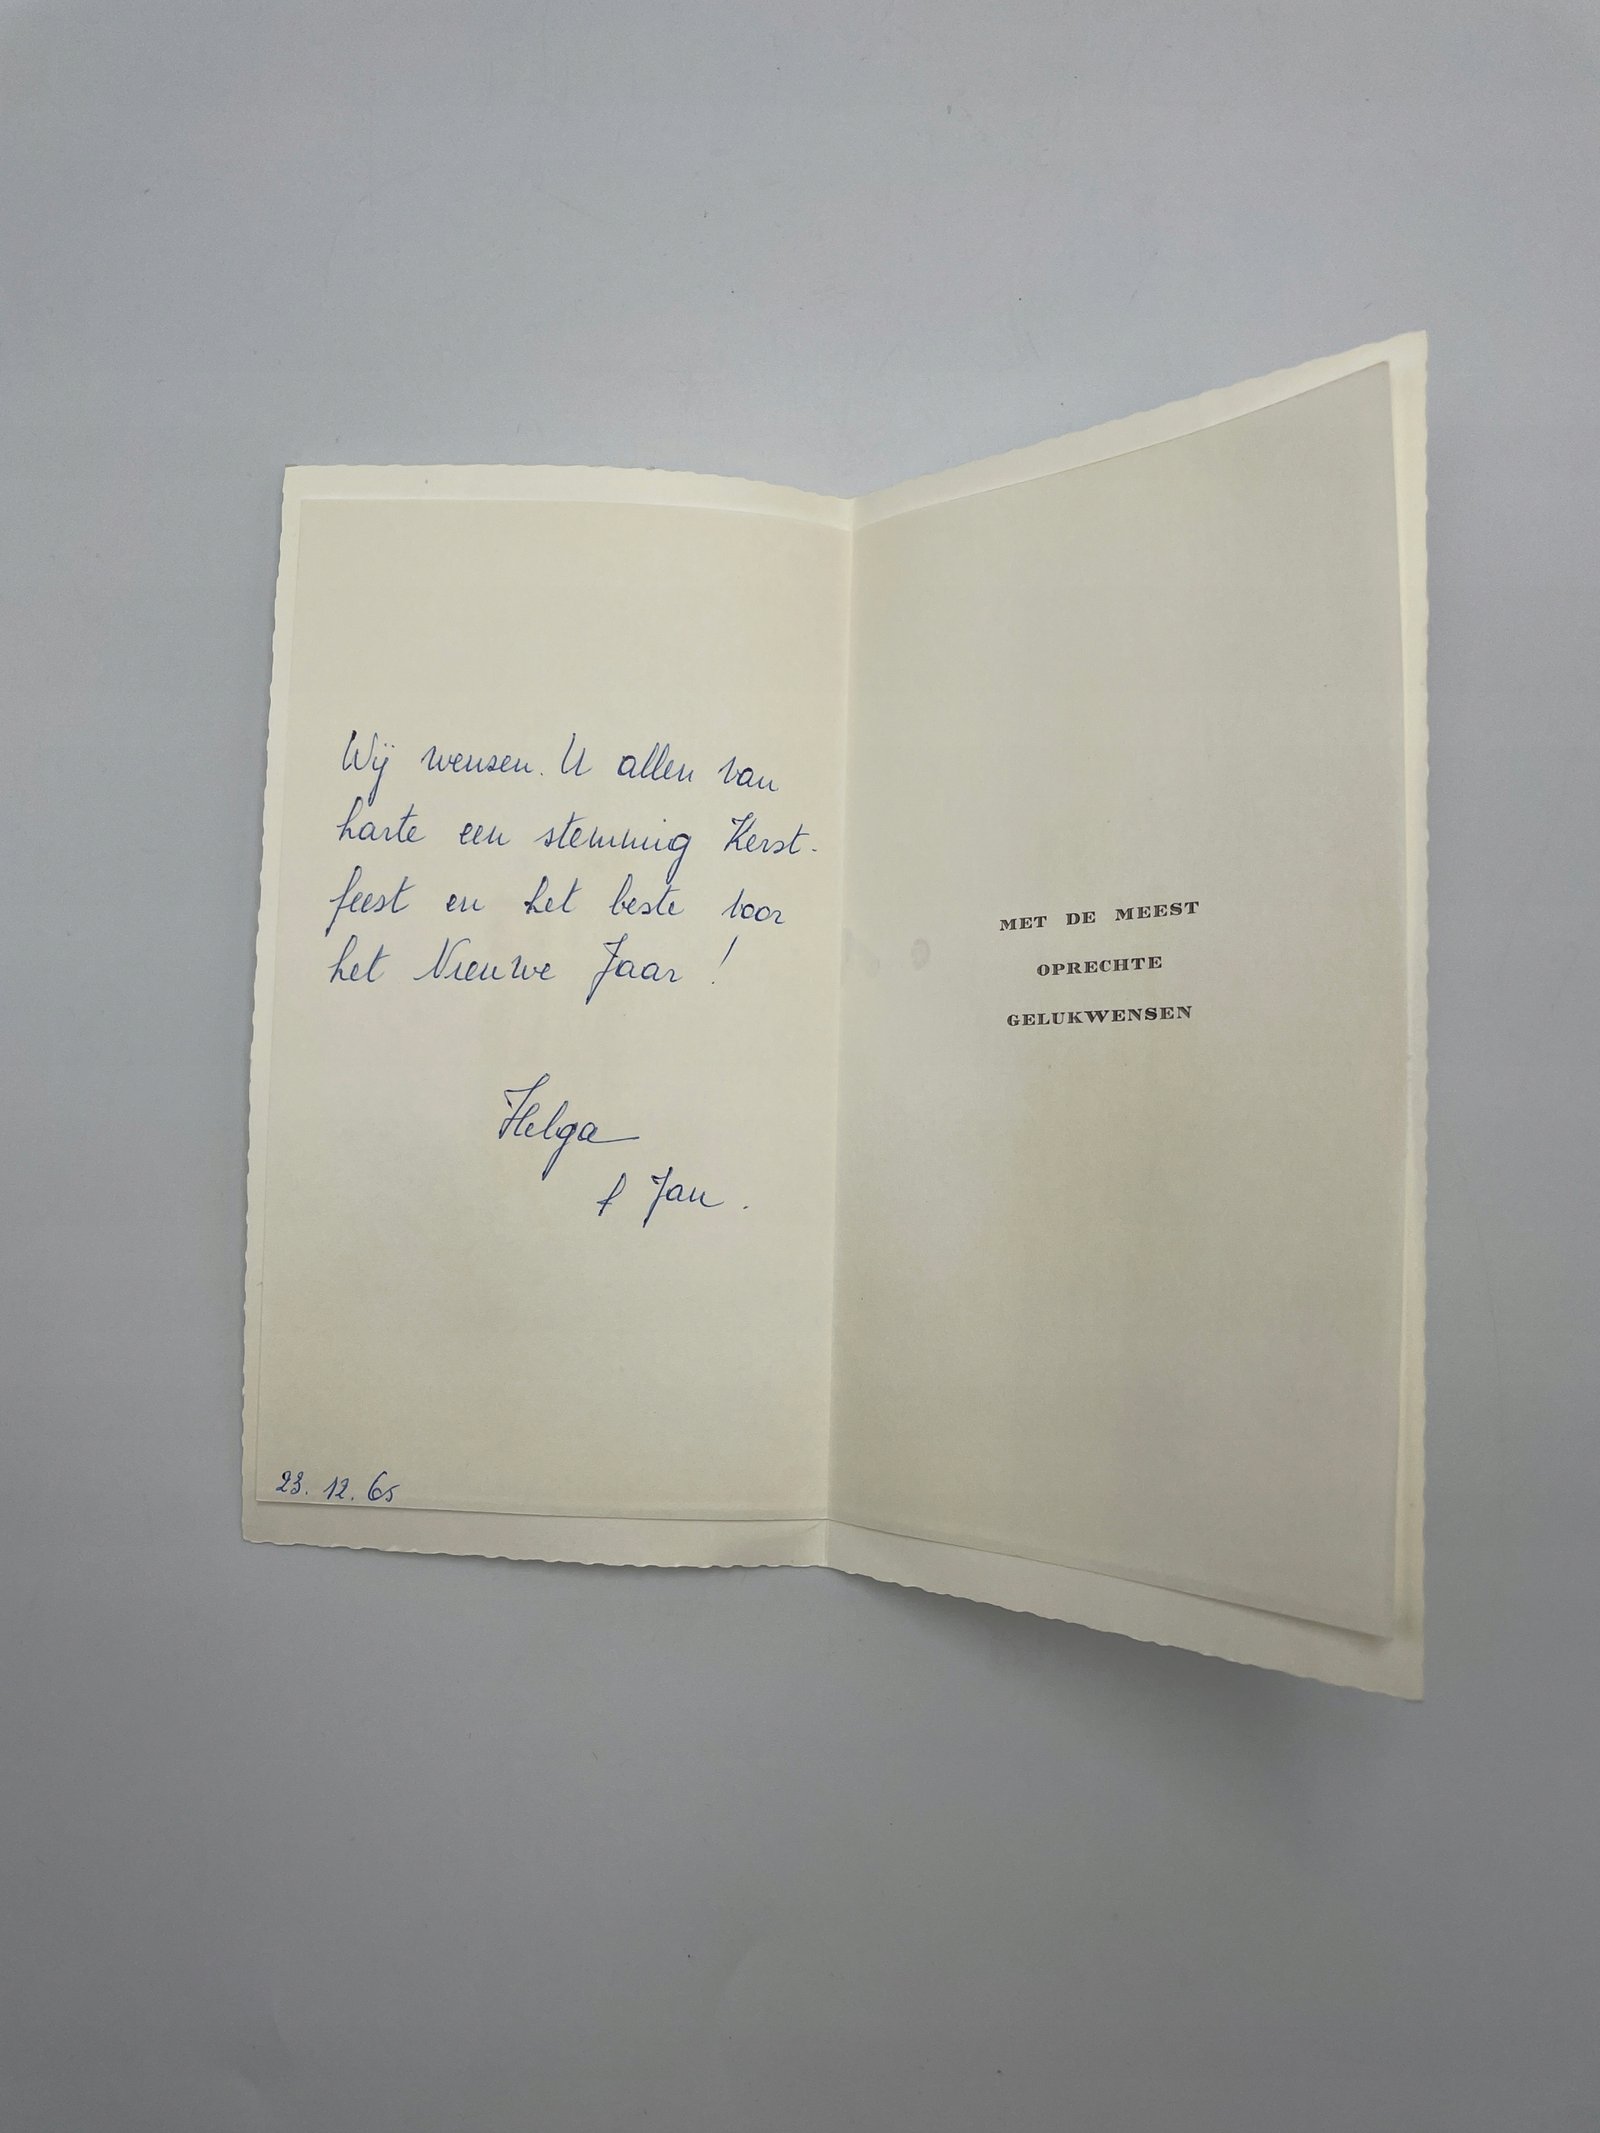 Wij wensen U allen van
harte een stemmig Kerst-
feest en het beste voor
het Nieuwe Jaar !
Helga
& Jan.
23. 12. 65
MET DE MEEST
OPRECHTE
GELUKWENSEN